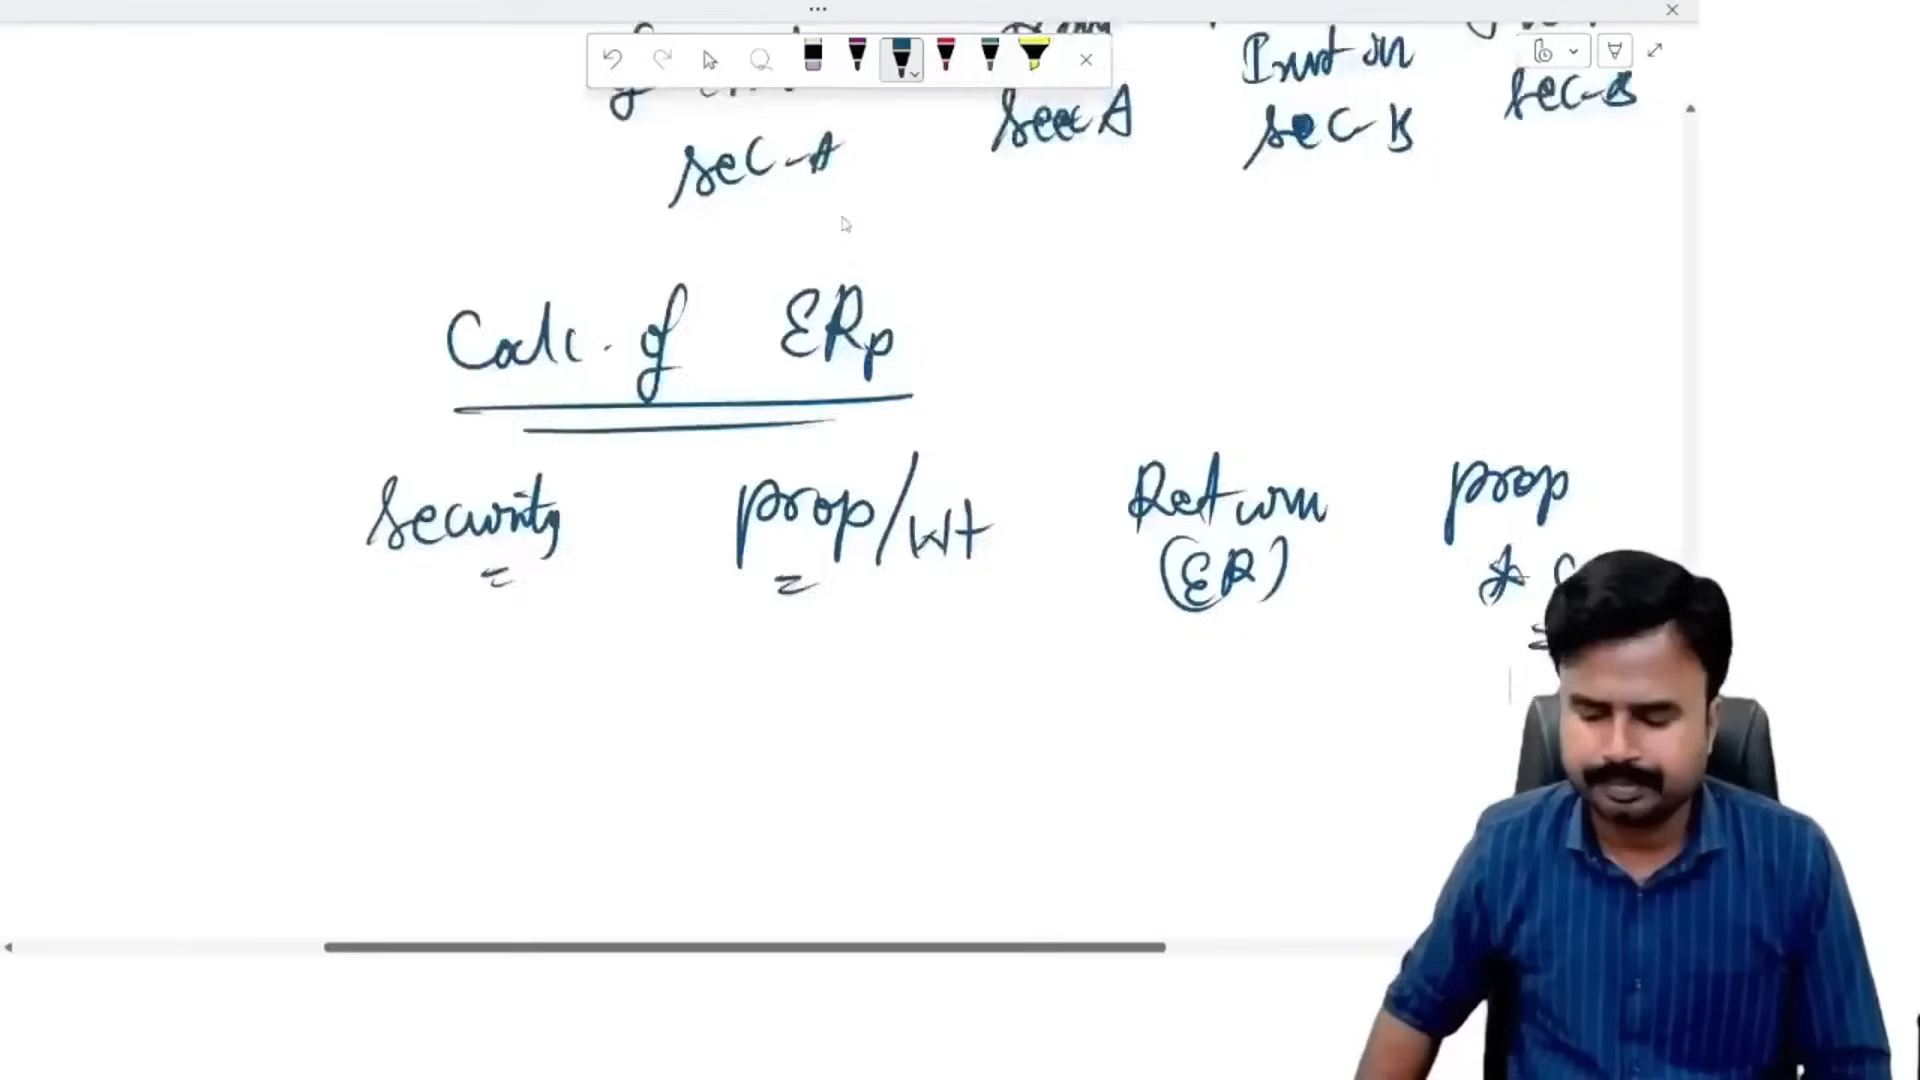 Invt in
sec A
sec-B
sec-B
sec-A
Calc. of ERp
security prop/wt Return prop
(ER) *